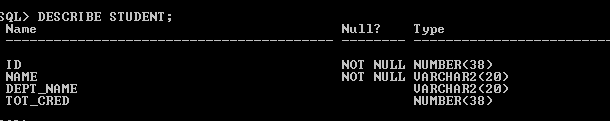 SQL> DESCRIBE STUDENT;
Name Null? Type
----------------------------------------- -------- ----------------------------
ID NOT NULL NUMBER(38)
NAME NOT NULL VARCHAR2(20)
DEPT_NAME VARCHAR2(20)
TOT_CRED NUMBER(38)